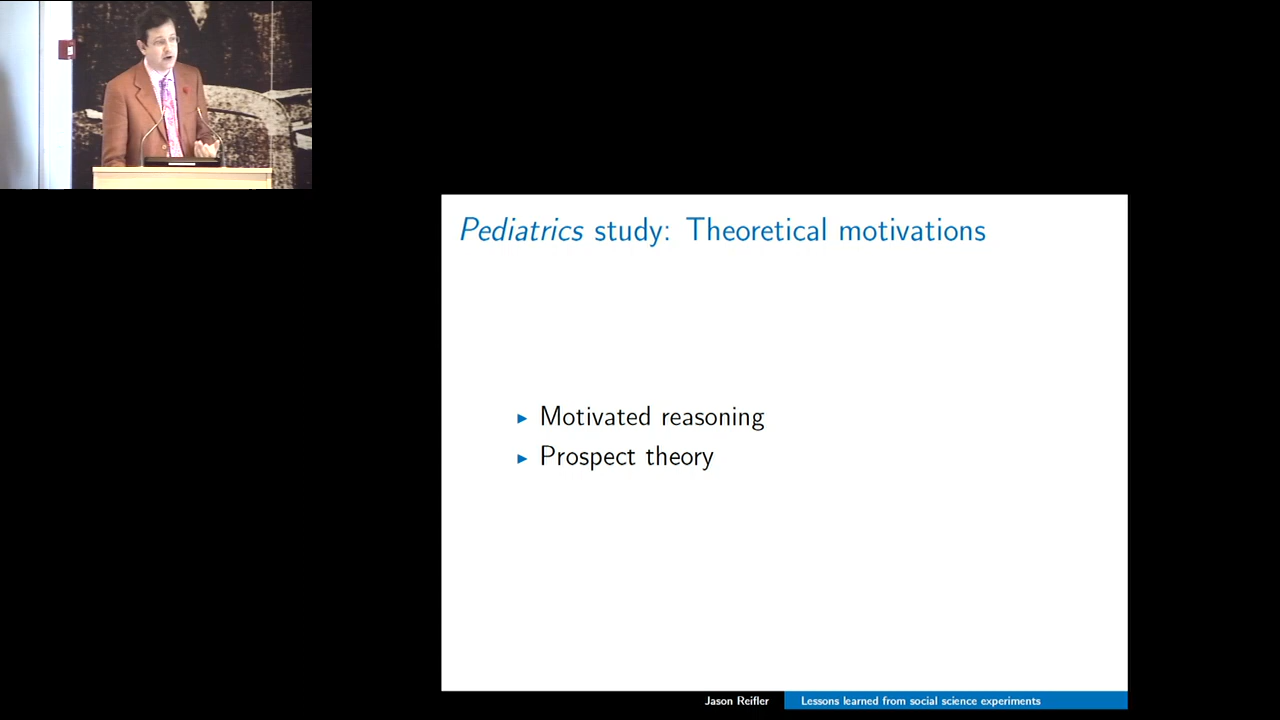 Pediatrics study: Theoretical motivations
▶ Motivated reasoning
▶ Prospect theory
Jason Reifler
Lessons learned from social science experiments